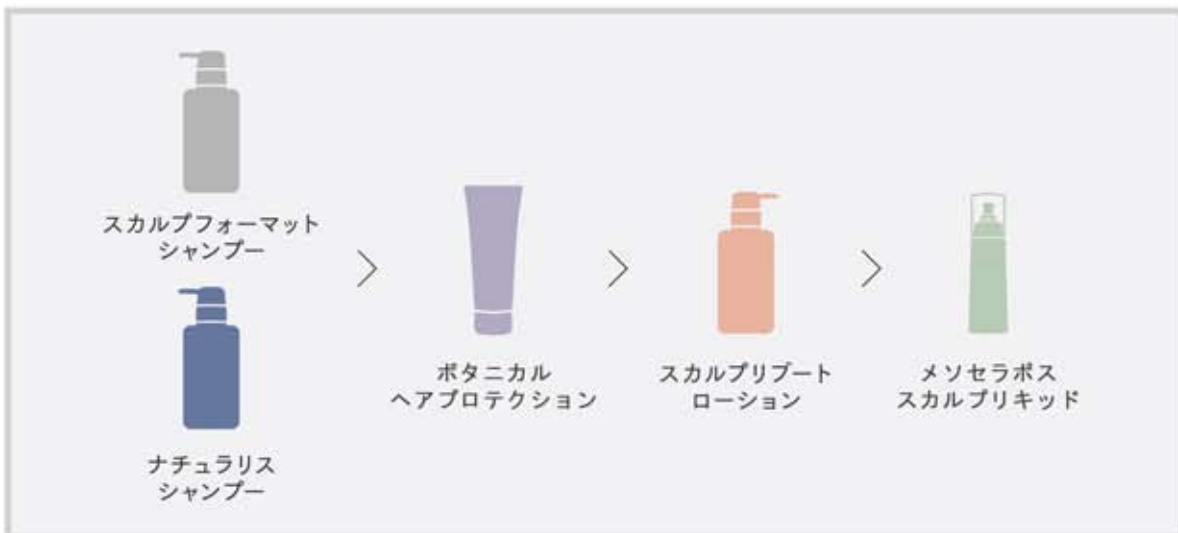 スカルプフォーマット
シャンプー
ナチュラリス
シャンプー
ボタニカル
ヘアプロテクション
スカルプリブート
ローション
メソセラボス
スカルプリキッド